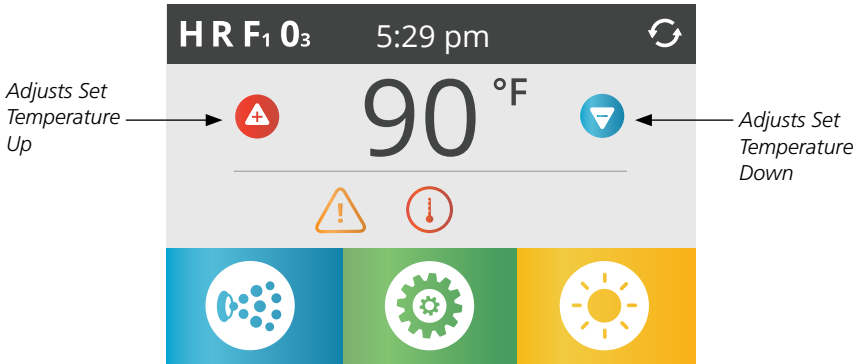 H R F₁ 0₃ 5:29 pm
Adjusts Set
Temperature
Up
90 °F
Adjusts Set
Temperature
Down